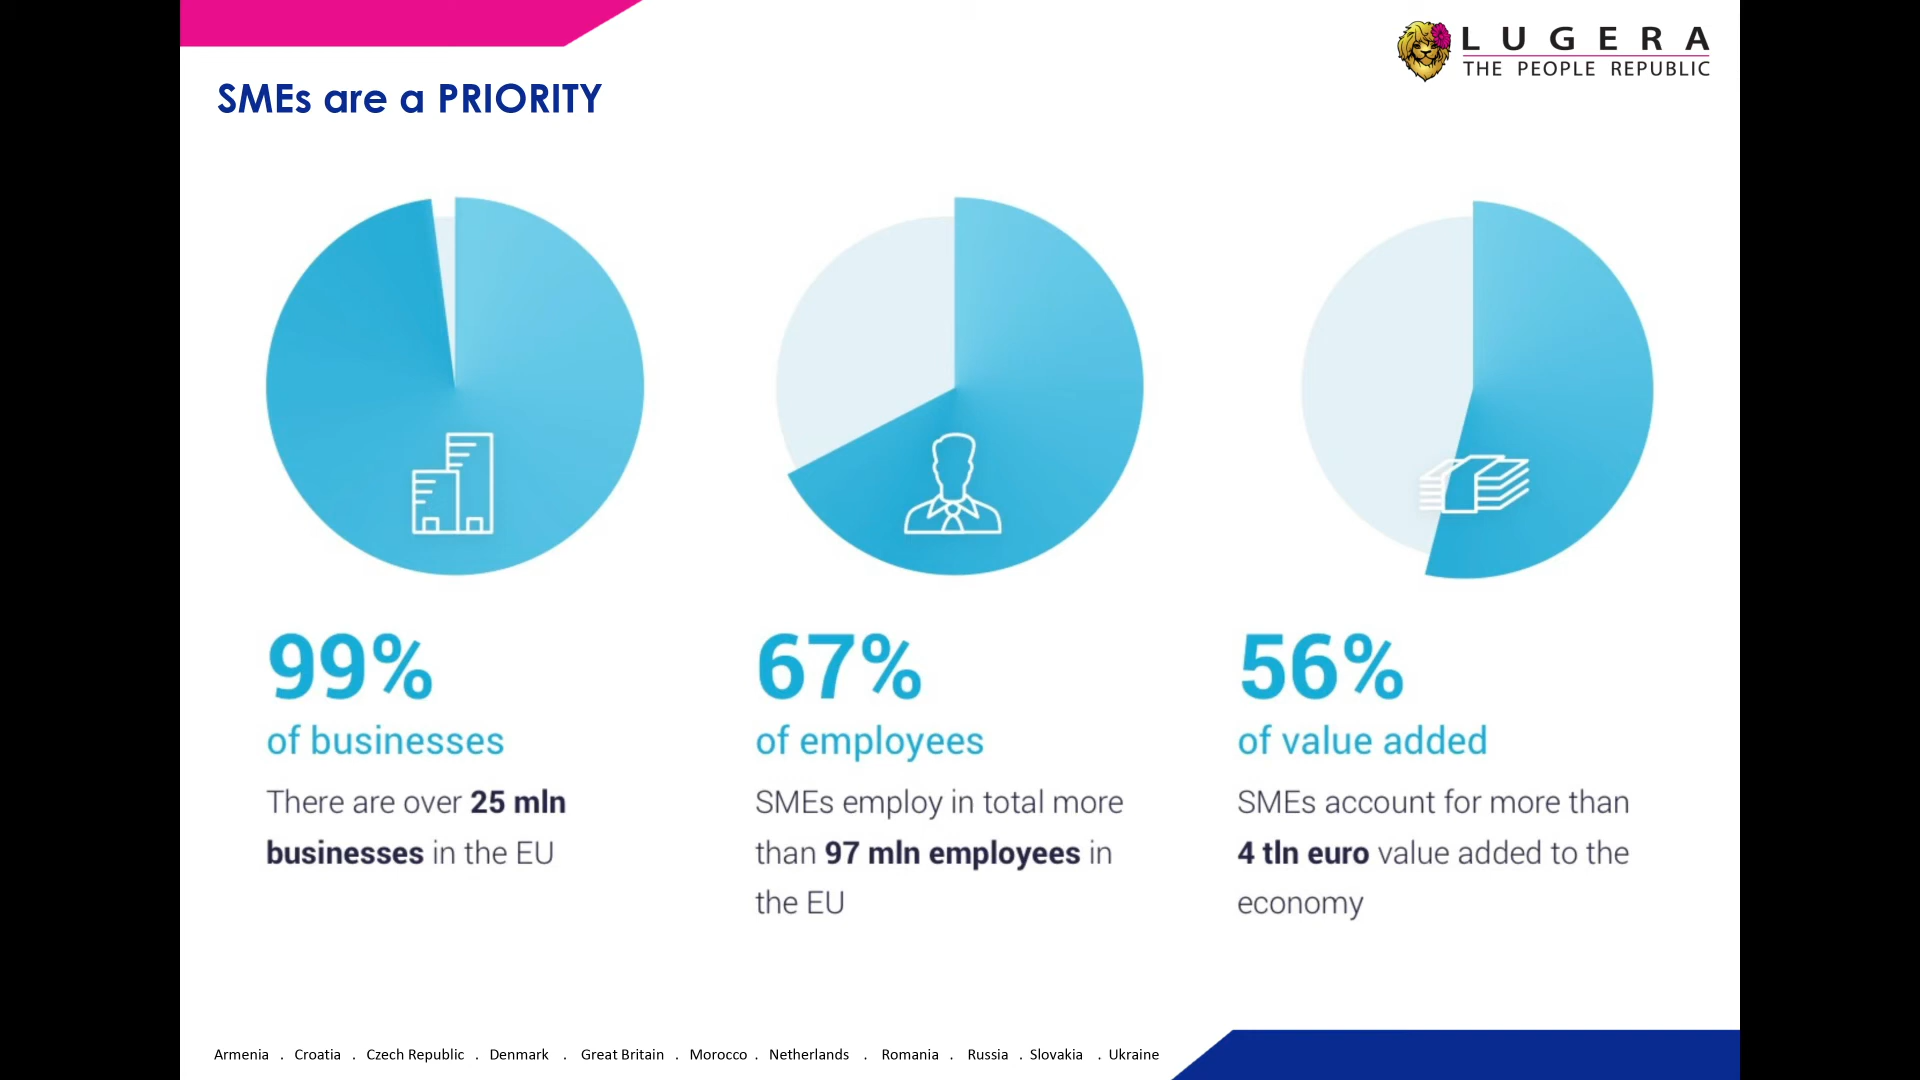 LUGERA
THE PEOPLE REPUBLIC
SMEs are a PRIORITY
99%
of businesses
There are over 25 mln
businesses in the EU
67%
of employees
SMEs employ in total more
than 97 mln employees in
the EU
56%
of value added
SMEs account for more than
4 tln euro value added to the
economy
Armenia . Croatia . Czech Republic . Denmark . Great Britain . Morocco . Netherlands . Romania . Russia . Slovakia . Ukraine